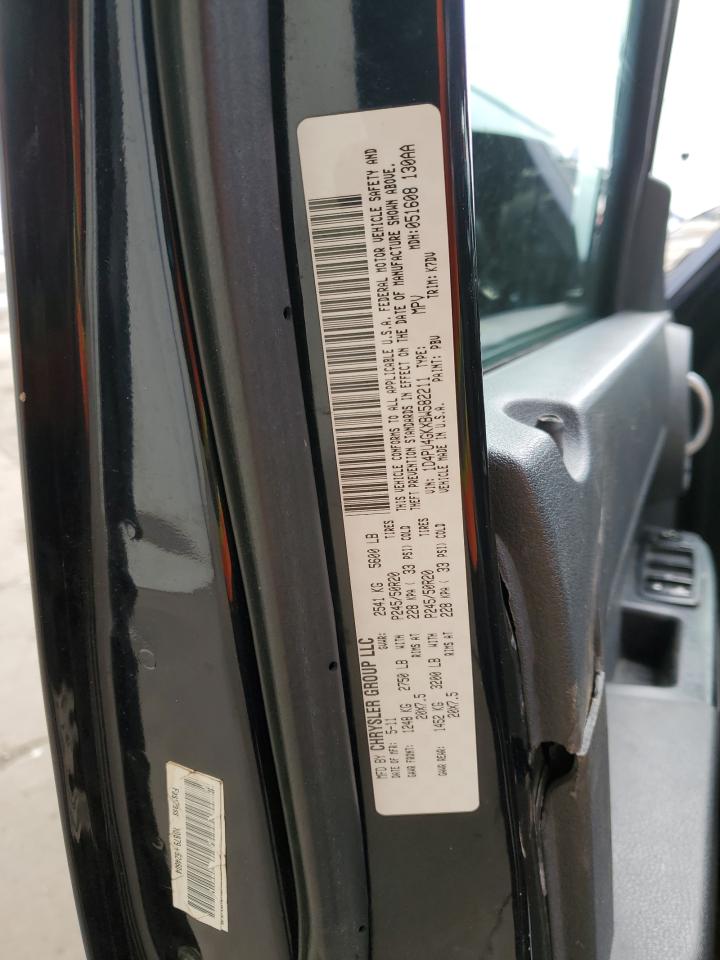 MFD BY CHRYSLER GROUP LLC
DATE OF MFR: 5-11 GVWR: 2541 KG 5600 LB
GAWR FRONT: 1248 KG 2750 LB WITH P245/50R20 TIRES
20X7.5 RIMS AT 228 KPA ( 33 PSI) COLD
GAWR REAR: 1452 KG 3200 LB WITH P245/50R20 TIRES
20X7.5 RIMS AT 228 KPA ( 33 PSI) COLD
THIS VEHICLE CONFORMS TO ALL APPLICABLE U.S.A. FEDERAL MOTOR VEHICLE SAFETY AND
THEFT PREVENTION STANDARDS IN EFFECT ON THE DATE OF MANUFACTURE SHOWN ABOVE.
VIN: 1D4PU4GKXBW582211 TYPE: MPV MDH:051608 130AA
VEHICLE MADE IN U.S.A. PAINT: PBV TRIM: K7DV